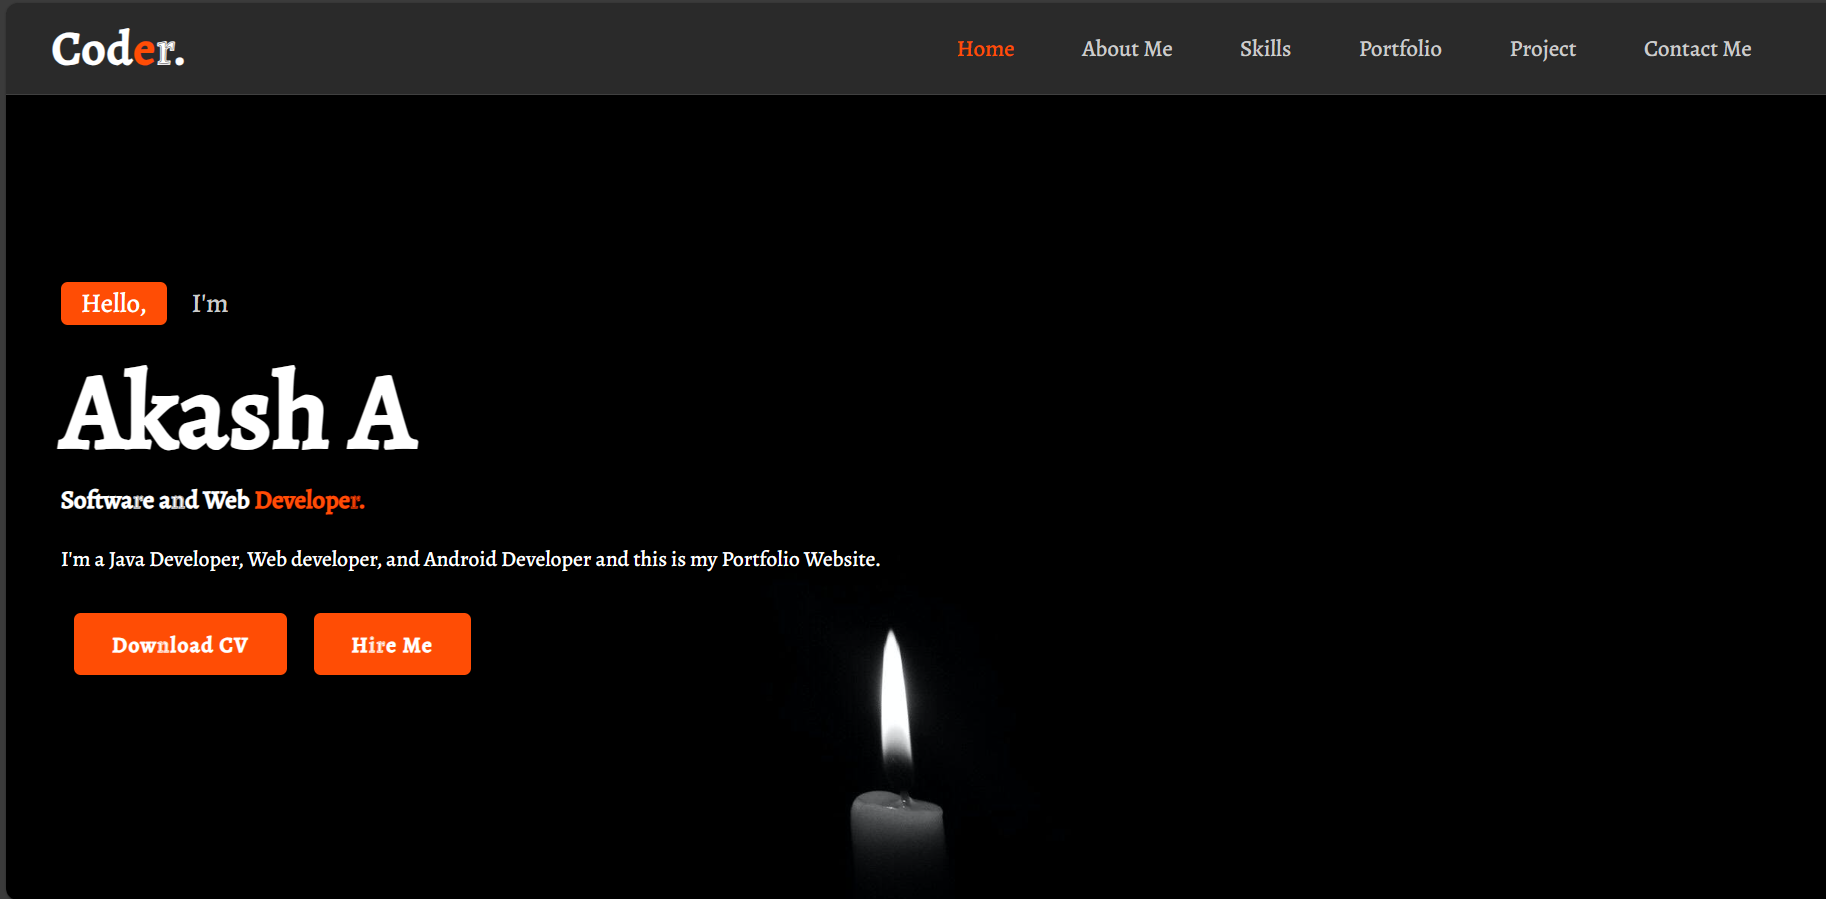 Coder.
Home About Me Skills Portfolio Project Contact Me
Hello, I'm
Akash A
Software and Web Developer.
I'm a Java Developer, Web developer, and Android Developer and this is my Portfolio Website.
Download CV Hire Me